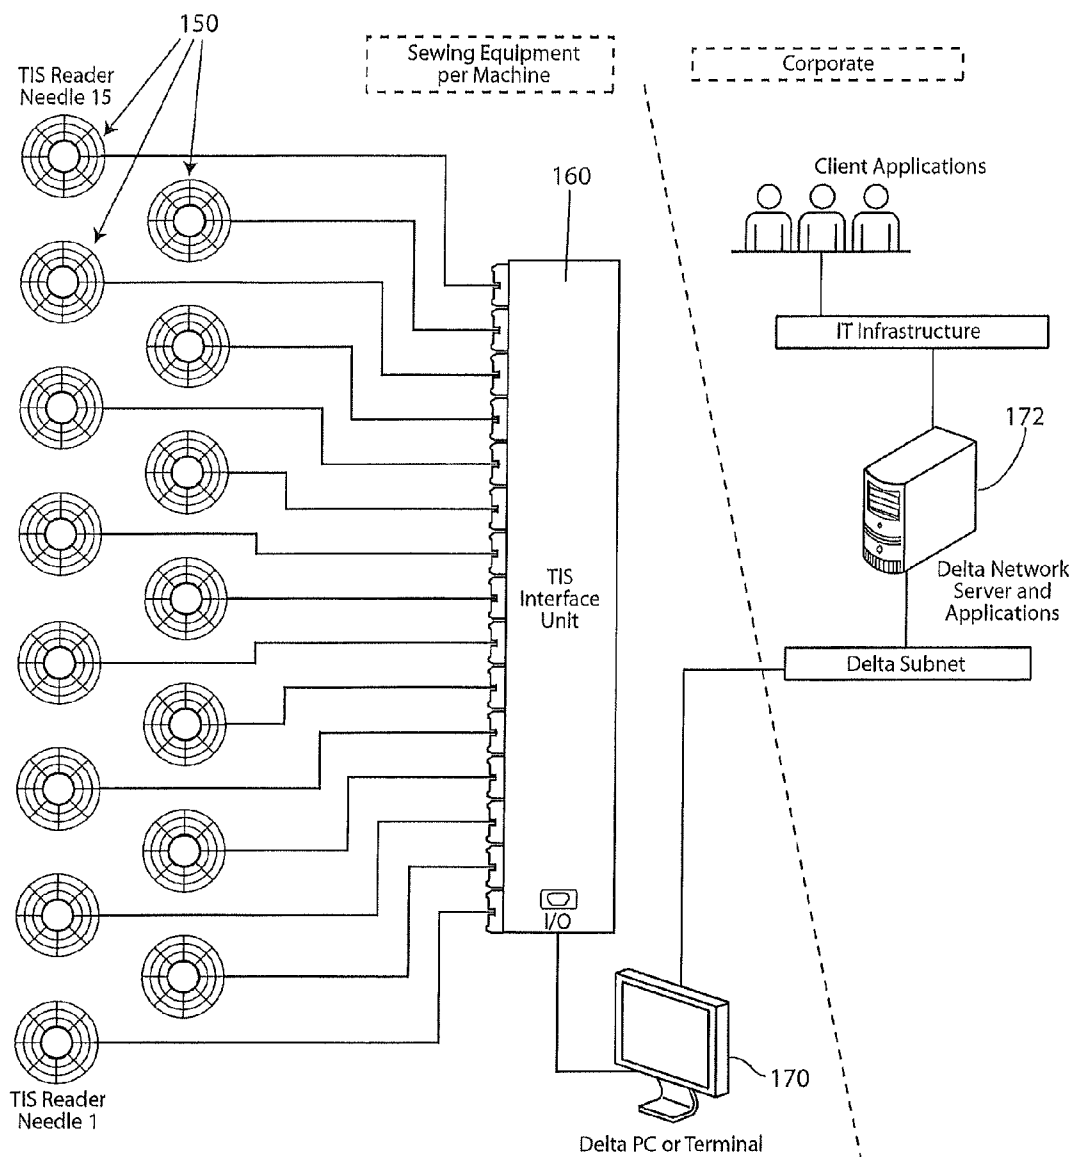 150
Sewing Equipment
per Machine
Corporate
TIS Reader
Needle 15
160
Client Applications
IT Infrastructure
172
TIS
Interface
Unit
Delta Network
Server and
Applications
Delta Subnet
I/O
170
TIS Reader
Needle 1
Delta PC or Terminal